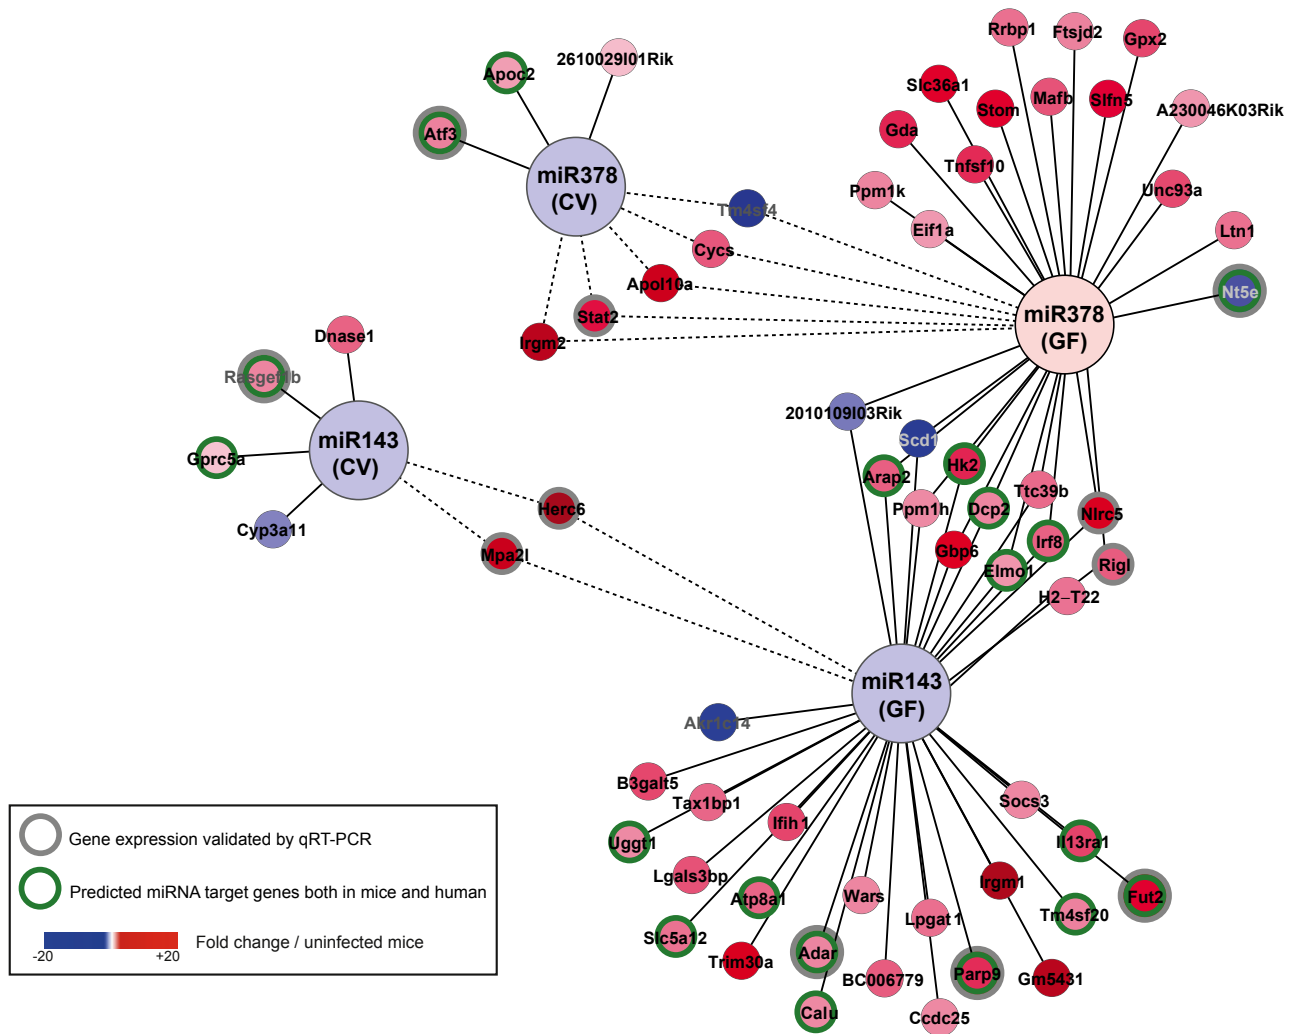 Rrbp1
Ftsjd2
Gpx2
2610029I01Rik
Apoc2
Slc36a1
Stom
Mafb
Slfn5
A230046K03Rik
Atf3
Gda
Tnfsf10
miR378
(CV)
Ppm1k
Unc93a
Tm4sf4
Eif1a
Ltn1
Cycs
Apol10a
Nt5e
Stat2
miR378
(GF)
Irgm2
Dnase1
Rasgef1b
2010109I03Rik
Scd1
miR143
(CV)
Gprc5a
Hk2
Arap2
Ttc39b
Ppm1h
Dcp2
Nlrc5
Herc6
Cyp3a11
Irf8
Gbp6
Mpa2l
Elmo1
Rigl
H2–T22
miR143
(GF)
Akr1c14
B3galt5
Tax1bp1
Socs3
Ifih1
Uggt1
Il13ra1
Lgals3bp
Irgm1
Atp8a1
Wars
Fut2
Lpgat1
Tm4sf20
Slc5a12
Adar
Trim30a
Parp9
BC006779
Gm5431
Calu
Ccdc25
Gene expression validated by qRT-PCR
Predicted miRNA target genes both in mice and human
Fold change / uninfected mice
-20
+20